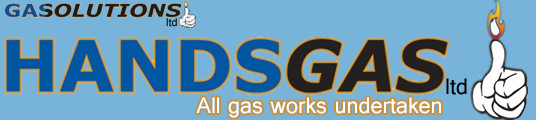 GASOLUTIONS
ltd
HANDSGAS ltd
All gas works undertaken